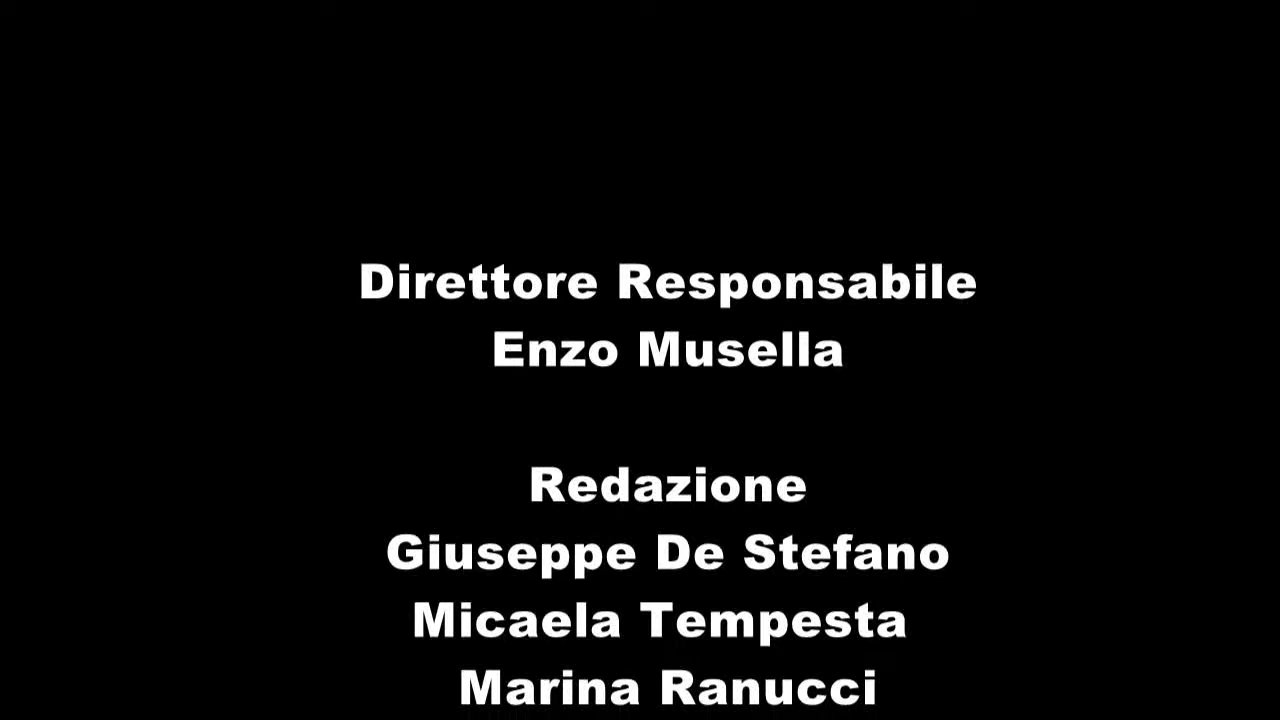 Direttore Responsabile
Enzo Musella
Redazione
Giuseppe De Stefano
Micaela Tempesta
Marina Ranucci